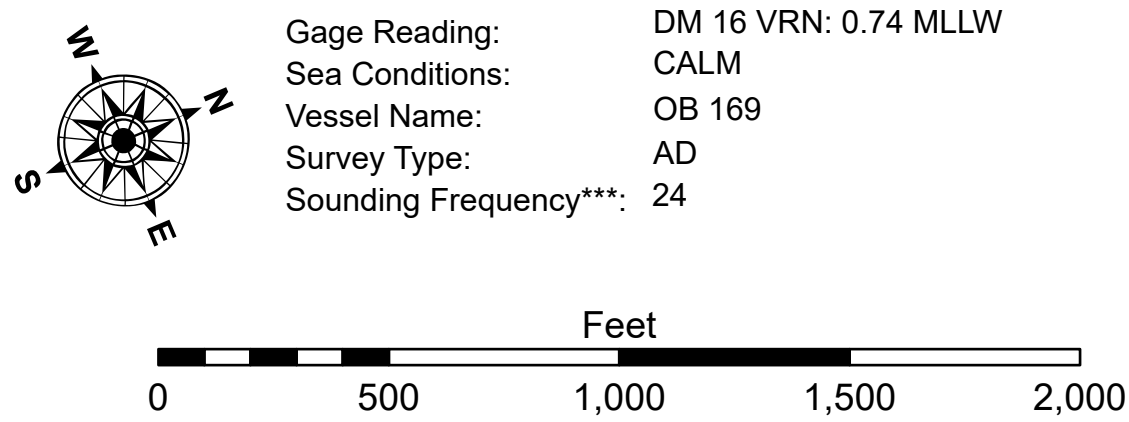 W
N
S
E
Gage Reading: DM 16 VRN: 0.74 MLLW
Sea Conditions: CALM
Vessel Name: OB 169
Survey Type: AD
Sounding Frequency***: 24
Feet
0 500 1,000 1,500 2,000